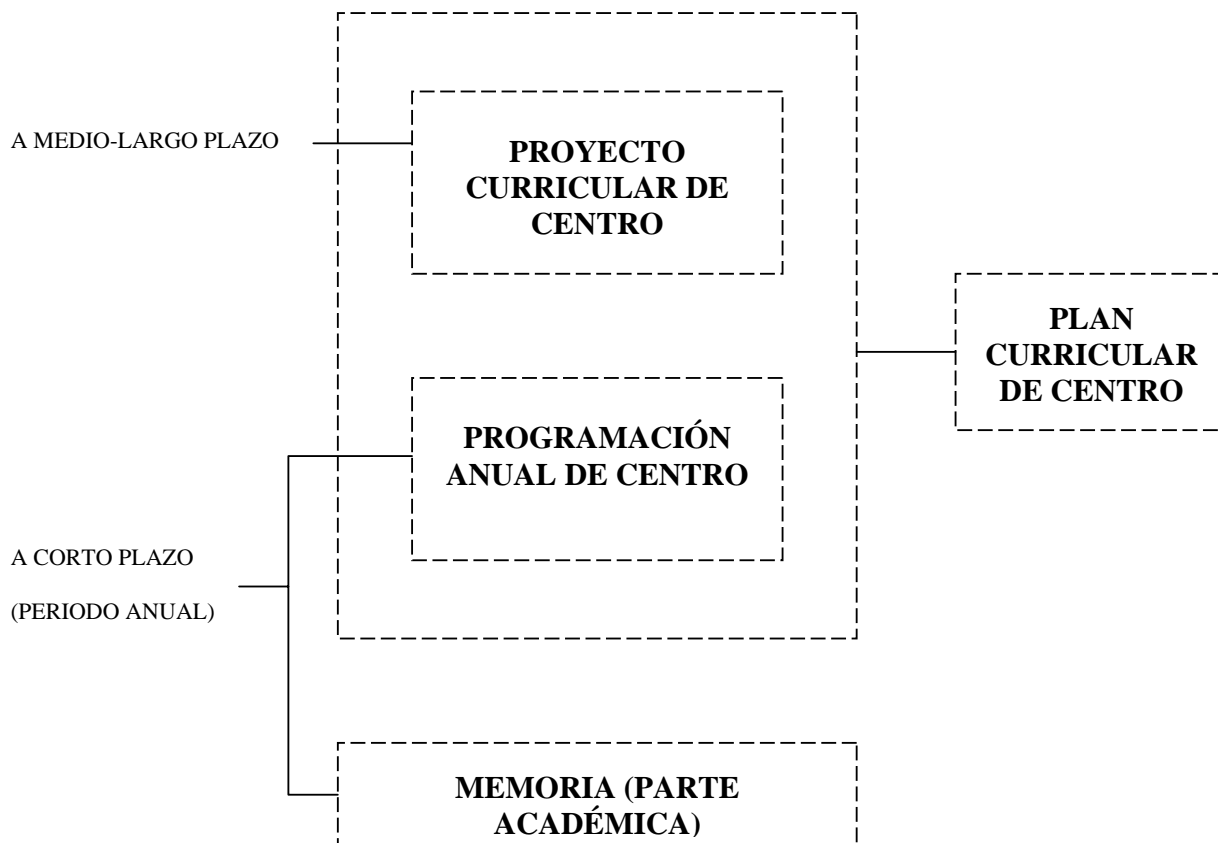 A MEDIO-LARGO PLAZO
PROYECTO
CURRICULAR DE
CENTRO
PLAN
CURRICULAR
DE CENTRO
PROGRAMACIÓN
ANUAL DE CENTRO
A CORTO PLAZO
(PERIODO ANUAL)
MEMORIA (PARTE
ACADÉMICA)